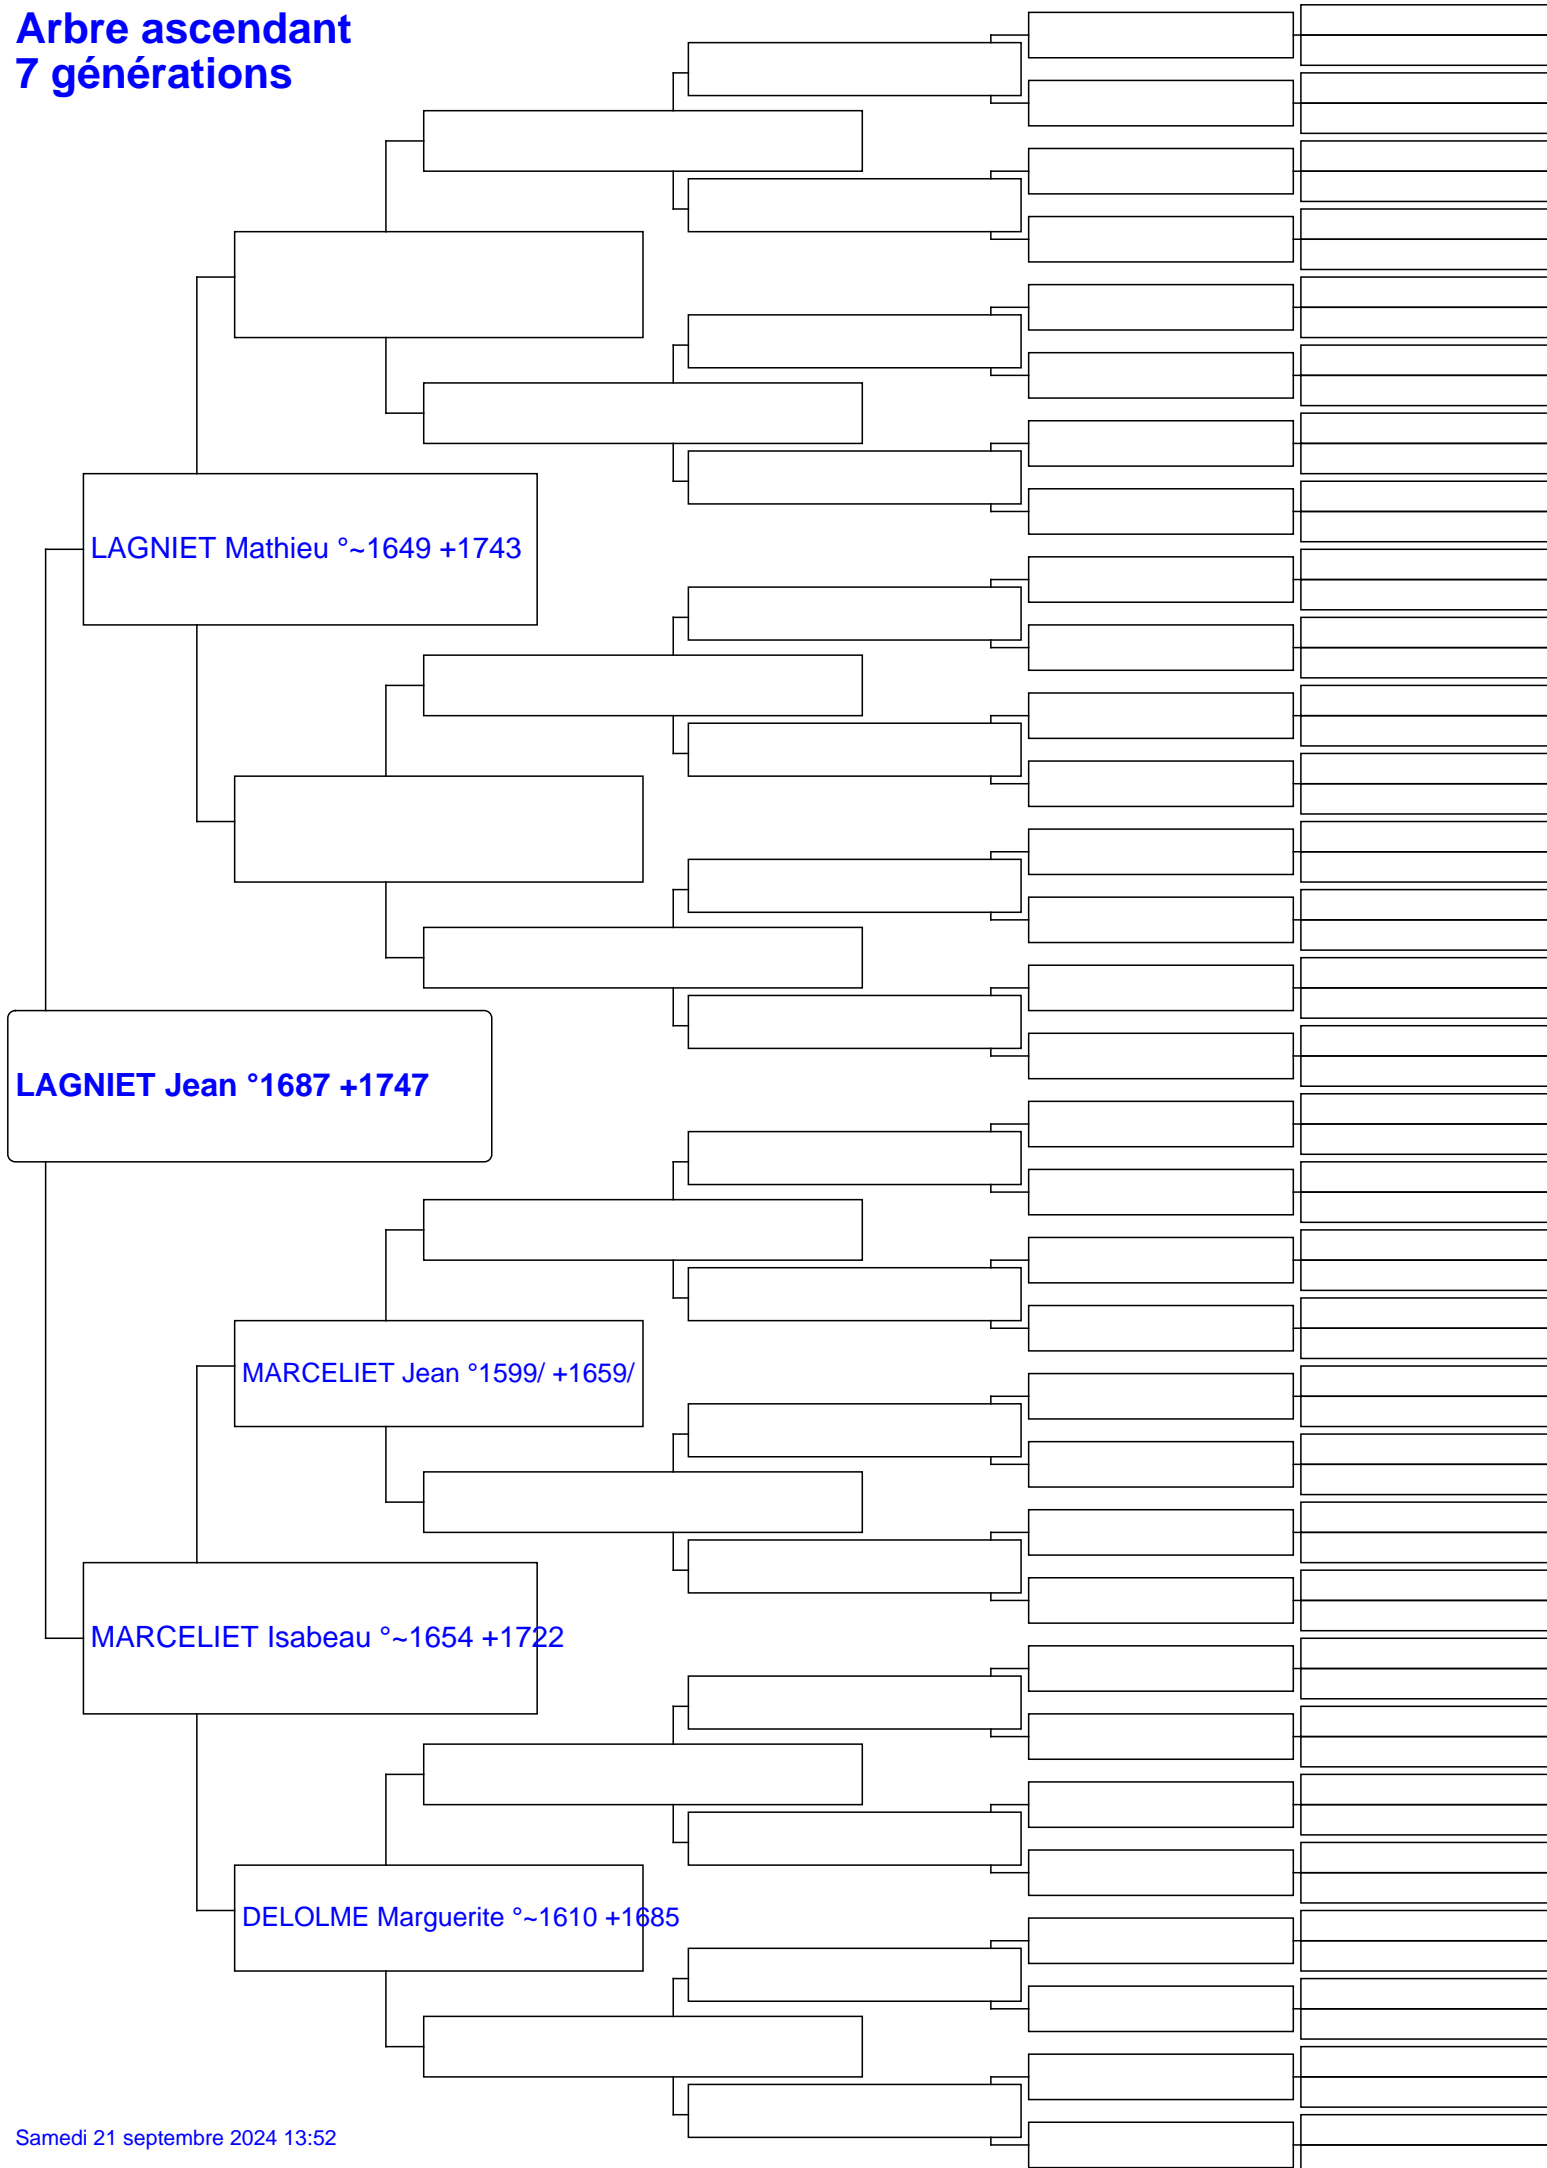 Arbre ascendant
7 générations
LAGNIET Mathieu °~1649 +1743
LAGNIET Jean °1687 +1747
MARCELIET Jean °1599/ +1659/
MARCELIET Isabeau °~1654 +1722
DELOLME Marguerite °~1610 +1685
Samedi 21 septembre 2024 13:52